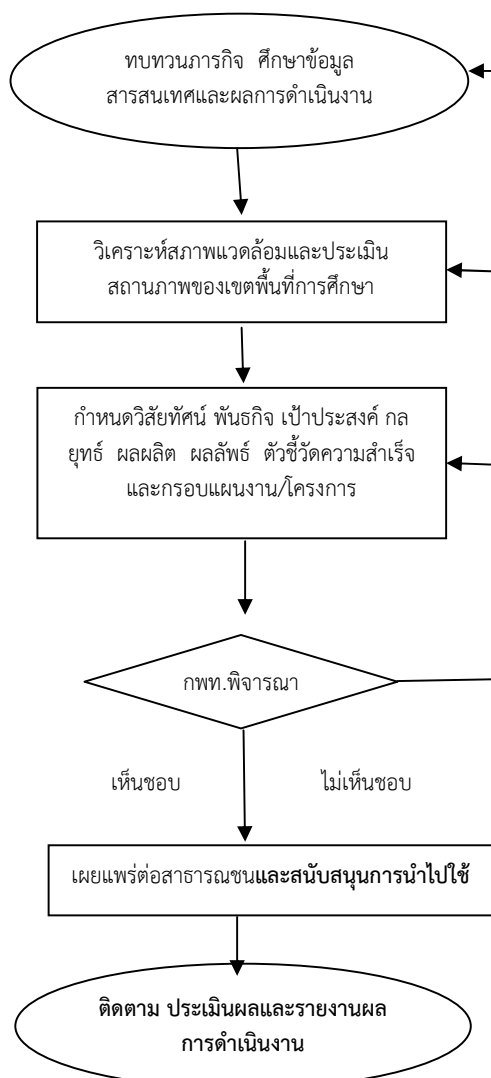 ทบทวนภารกิจ ศึกษาข้อมูล
สารสนเทศและผลการดำเนินงาน
วิเคราะห์สภาพแวดล้อมและประเมิน
สถานภาพของเขตพื้นที่การศึกษา
กำหนดวิสัยทัศน์ พันธกิจ เป้าประสงค์ กล
ยุทธ์ ผลผลิต ผลลัพธ์ ตัวชี้วัดความสำเร็จ
และกรอบแผนงาน/โครงการ
กพท.พิจารณา
เห็นชอบ ไม่เห็นชอบ
เผยแพร่ต่อสาธารณชนและสนับสนุนการนำไปใช้
ติดตาม ประเมินผลและรายงานผล
การดำเนินงาน